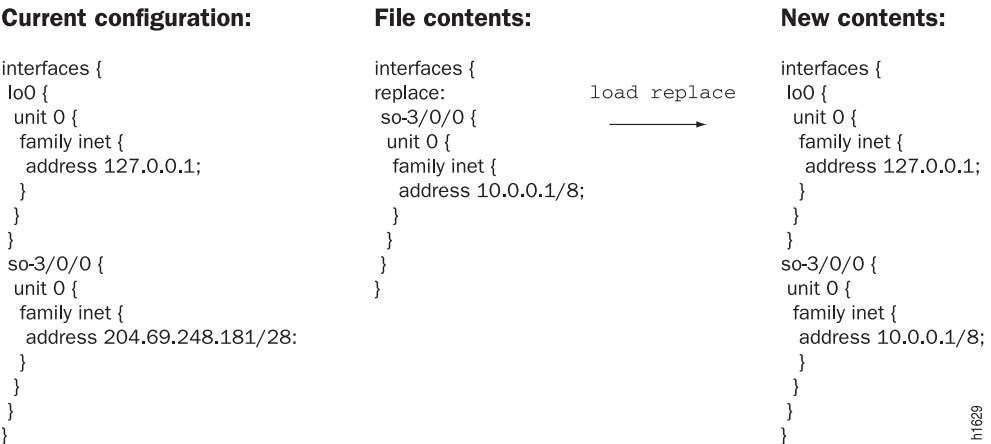 Current configuration:
interfaces {
lo0 {
unit 0 {
family inet {
address 127.0.0.1;
}
}
}
so-3/0/0 {
unit 0 {
family inet {
address 204.69.248.181/28:
}
}
}
}
File contents:
interfaces {
replace:
so-3/0/0 {
unit 0 {
family inet {
address 10.0.0.1/8;
}
}
}
}
load replace
New contents:
interfaces {
lo0 {
unit 0 {
family inet {
address 127.0.0.1;
}
}
}
so-3/0/0 {
unit 0 {
family inet {
address 10.0.0.1/8;
}
}
}
}
h1629